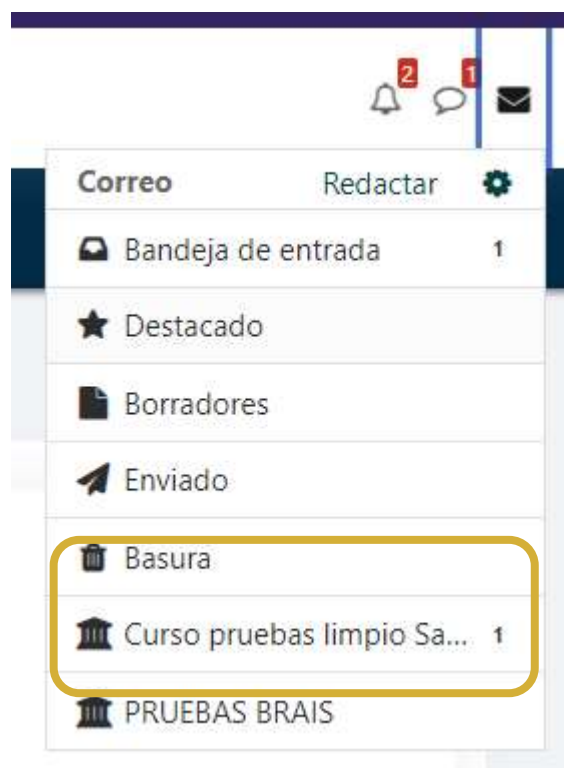 2 1
Correo Redactar
Bandeja de entrada 1
Destacado
Borradores
Enviado
Basura
Curso pruebas limpio Sa... 1
PRUEBAS BRAIS